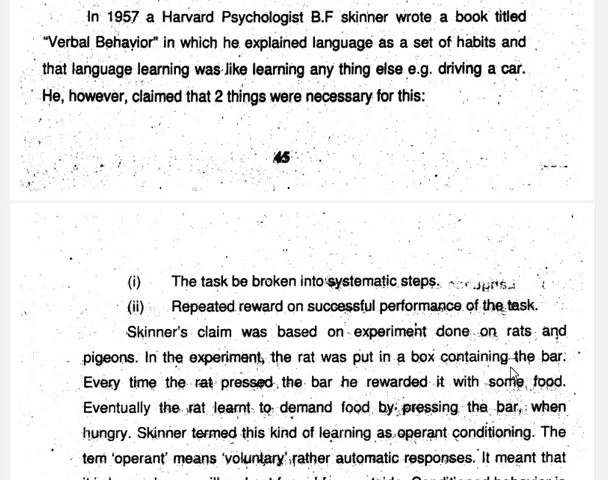 In 1957 a Harvard Psychologist B.F skinner wrote a book titled
"Verbal Behavior" in which he explained language as a set of habits and
that language learning was like learning any thing else e.g. driving a car.
He, however, claimed that 2 things were necessary for this:
45
(i) The task be broken into systematic steps.
(ii) Repeated reward on successful performance of the task.
Skinner's claim was based on experiment done on rats and
pigeons. In the experiment, the rat was put in a box containing the bar.
Every time the rat pressed the bar he rewarded it with some food.
Eventually the rat learnt to demand food by pressing the bar, when
hungry. Skinner termed this kind of learning as operant conditioning. The
tem 'operant' means 'voluntary' rather automatic responses. It meant that